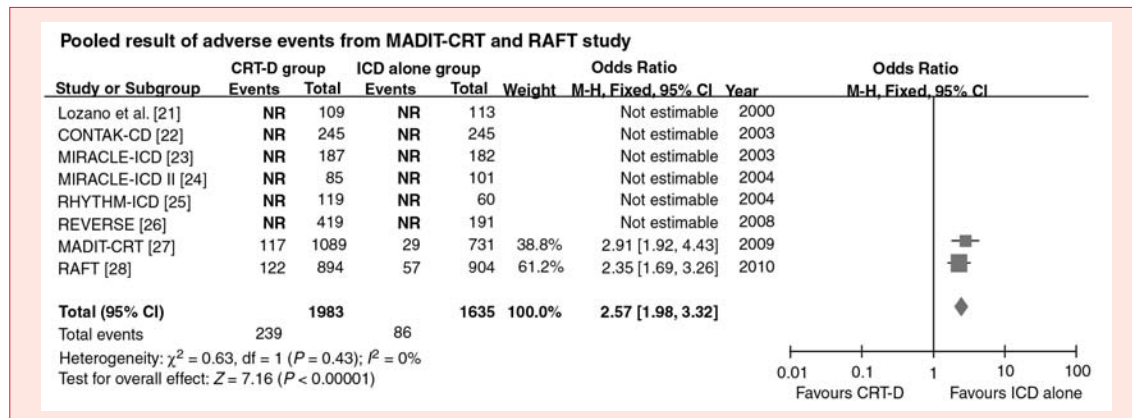 Pooled result of adverse events from MADIT-CRT and RAFT study
CRT-D group ICD alone group Odds Ratio Odds Ratio
Study or Subgroup Events Total Events Total Weight M-H, Fixed, 95% CI Year M-H, Fixed, 95% CI
Lozano et al. [21] NR 109 NR 113 Not estimable 2000
CONTAK-CD [22] NR 245 NR 245 Not estimable 2003
MIRACLE-ICD [23] NR 187 NR 182 Not estimable 2003
MIRACLE-ICD II [24] NR 85 NR 101 Not estimable 2004
RHYTHM-ICD [25] NR 119 NR 60 Not estimable 2004
REVERSE [26] NR 419 NR 191 Not estimable 2008
MADIT-CRT [27] 117 1089 29 731 38.8% 2.91 [1.92, 4.43] 2009
RAFT [28] 122 894 57 904 61.2% 2.35 [1.69, 3.26] 2010
Total (95% CI) 1983 1635 100.0% 2.57 [1.98, 3.32]
Total events 239 86
Heterogeneity: χ² = 0.63, df = 1 (P = 0.43); I² = 0%
Test for overall effect: Z = 7.16 (P < 0.00001)
0.01 0.1 1 10 100
Favours CRT-D Favours ICD alone